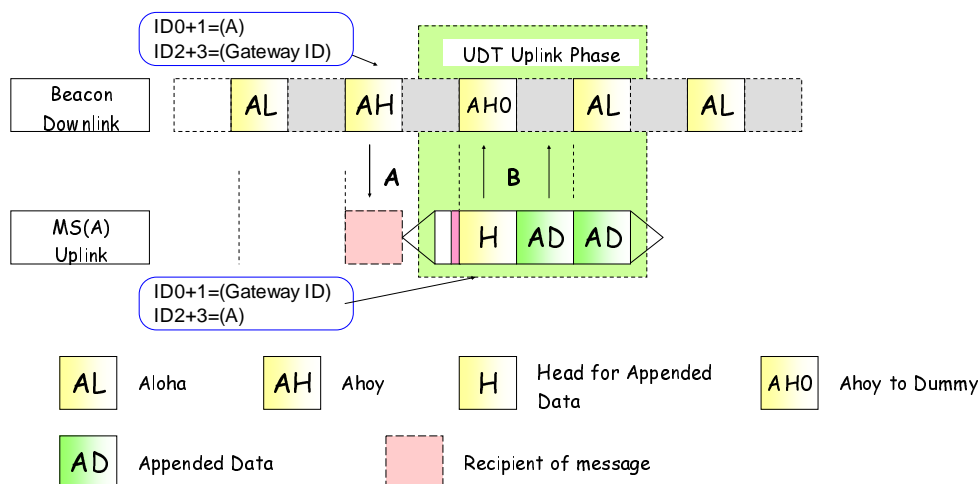 ID0+1=(A)
ID2+3=(Gateway ID)
UDT Uplink Phase
Beacon
Downlink
AL
AH
AH0
AL
AL
A
B
MS(A)
Uplink
H
AD
AD
ID0+1=(Gateway ID)
ID2+3=(A)
AL
Aloha
AH
Ahoy
H
Head for Appended
Data
AH0
Ahoy to Dummy
AD
Appended Data
Recipient of message